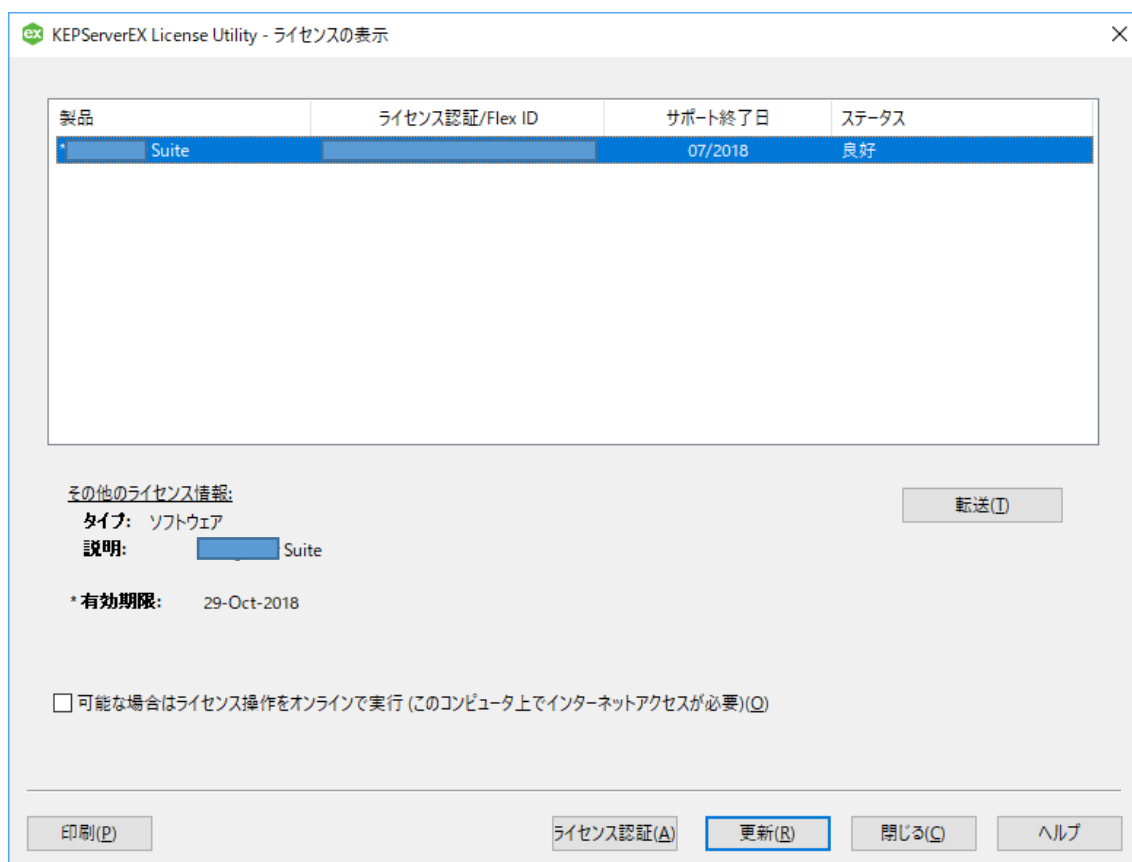 KEPServerEX License Utility - ライセンスの表示
製品 ライセンス認証/Flex ID サポート終了日 ステータス
* Suite 07/2018 良好
その他のライセンス情報:
転送(T)
タイプ: ソフトウェア
説明: Suite
* 有効期限: 29-Oct-2018
可能な場合はライセンス操作をオンラインで実行 (このコンピュータ上でインターネットアクセスが必要)(O)
印刷(P) ライセンス認証(A) 更新(R) 閉じる(C) ヘルプ